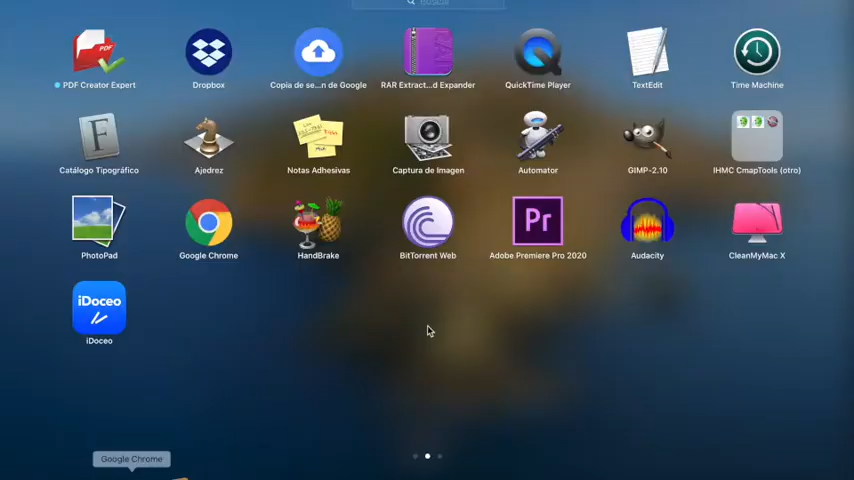 Buscar
PDF Creator Expert
Dropbox
Copia de se...n de Google
RAR Extract...d Expander
QuickTime Player
TextEdit
Time Machine
Catálogo Tipográfico
Ajedrez
Notas Adhesivas
Captura de Imagen
Automator
GIMP-2.10
IHMC CmapTools (otro)
PhotoPad
Google Chrome
HandBrake
BitTorrent Web
Pr
Adobe Premiere Pro 2020
Audacity
CleanMyMac X
iDoceo
iDoceo
Google Chrome